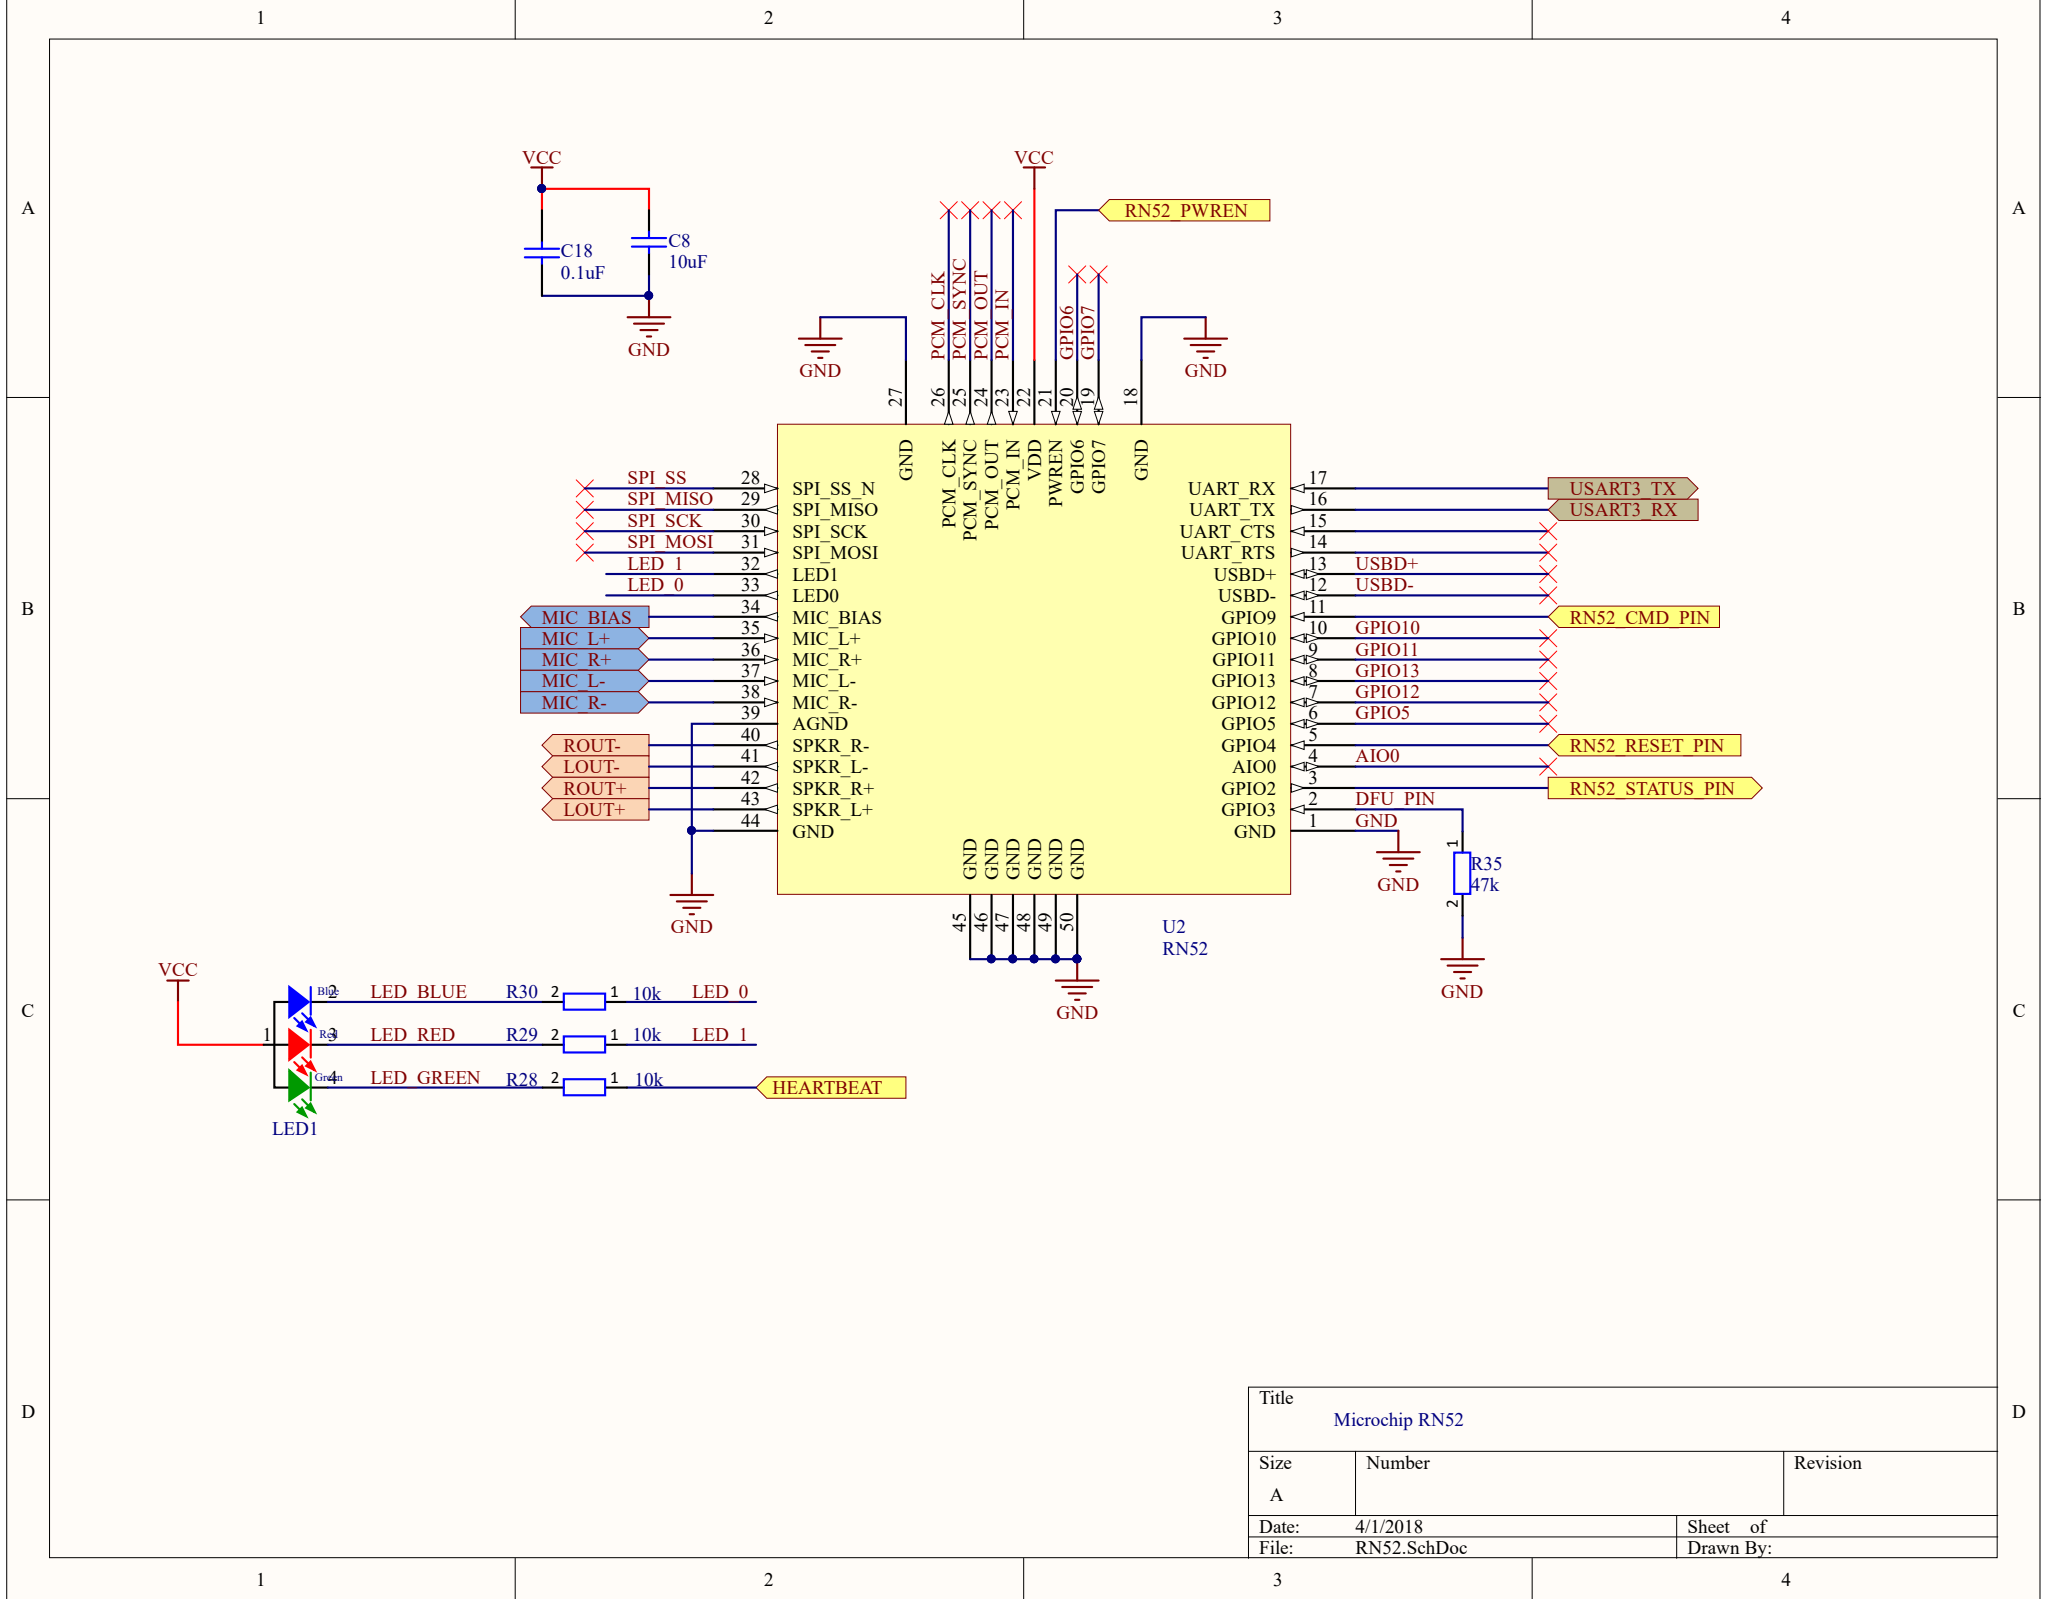 1 2 3 4
A A
VCC VCC
RN52_PWREN
C18
0.1uF
C8
10uF
GND
PCM_CLK
PCM_SYNC
PCM_OUT
PCM_IN
GPIO6
GPIO7
GND
GND
27 26 25 24 23 22 21 20 19 18
GND PCM_CLK PCM_SYNC PCM_OUT PCM_IN VDD PWREN GPIO6 GPIO7 GND
B B
SPI_SS 28 SPI_SS_N
SPI_MISO 29 SPI_MISO
SPI_SCK 30 SPI_SCK
SPI_MOSI 31 SPI_MOSI
LED_1 32 LED1
LED_0 33 LED0
MIC_BIAS 34 MIC_BIAS
MIC_L+ 35 MIC_L+
MIC_R+ 36 MIC_R+
MIC_L- 37 MIC_L-
MIC_R- 38 MIC_R-
39 AGND
ROUT- 40 SPKR_R-
LOUT- 41 SPKR_L-
ROUT+ 42 SPKR_R+
LOUT+ 43 SPKR_L+
44 GND
GND
UART_RX 17 USART3_TX
UART_TX 16 USART3_RX
UART_CTS 15
UART_RTS 14
USBD+ 13 USBD+
USBD- 12 USBD-
GPIO9 11 RN52_CMD_PIN
GPIO10 10 GPIO10
GPIO11 9 GPIO11
GPIO13 8 GPIO13
GPIO12 7 GPIO12
GPIO5 6 GPIO5
GPIO4 5 RN52_RESET_PIN
AIO0 4 AIO0
GPIO2 3 RN52_STATUS_PIN
GPIO3 2 DFU_PIN
GND 1 GND
GND
1
R35
47k
2
GND
GND GND GND GND GND GND
45 46 47 48 49 50
GND
U2
RN52
C C
VCC
1
Blue 2 LED_BLUE R30 2 1 10k LED_0
Red 3 LED_RED R29 2 1 10k LED_1
Green 4 LED_GREEN R28 2 1 10k HEARTBEAT
LED1
D D
Title
Microchip RN52
Size Number Revision
A
Date: 4/1/2018 Sheet of
File: RN52.SchDoc Drawn By:
1 2 3 4